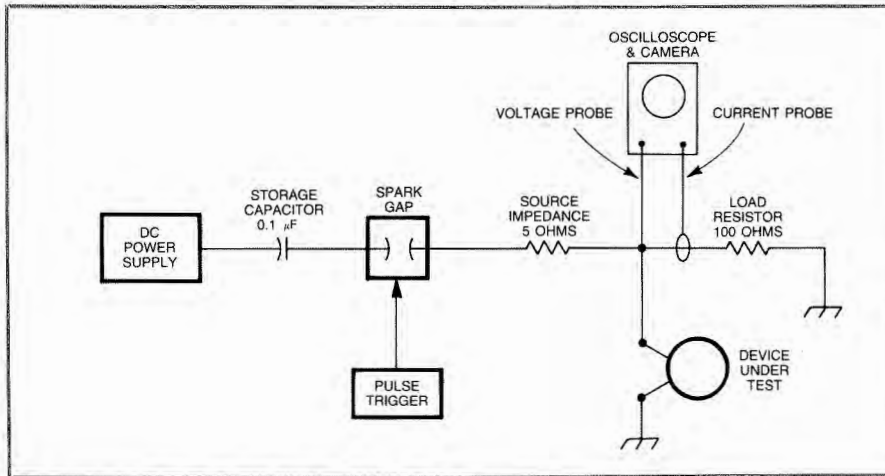 OSCILLOSCOPE
& CAMERA
VOLTAGE PROBE
CURRENT PROBE
STORAGE
CAPACITOR
0.1 μF
SPARK
GAP
SOURCE
IMPEDANCE
5 OHMS
LOAD
RESISTOR
100 OHMS
DC
POWER
SUPPLY
PULSE
TRIGGER
DEVICE
UNDER
TEST